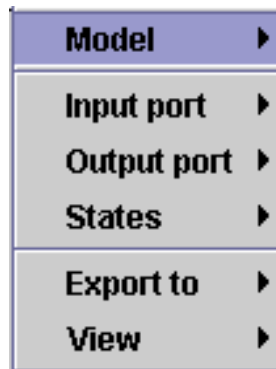 Model
Input port
Output port
States
Export to
View